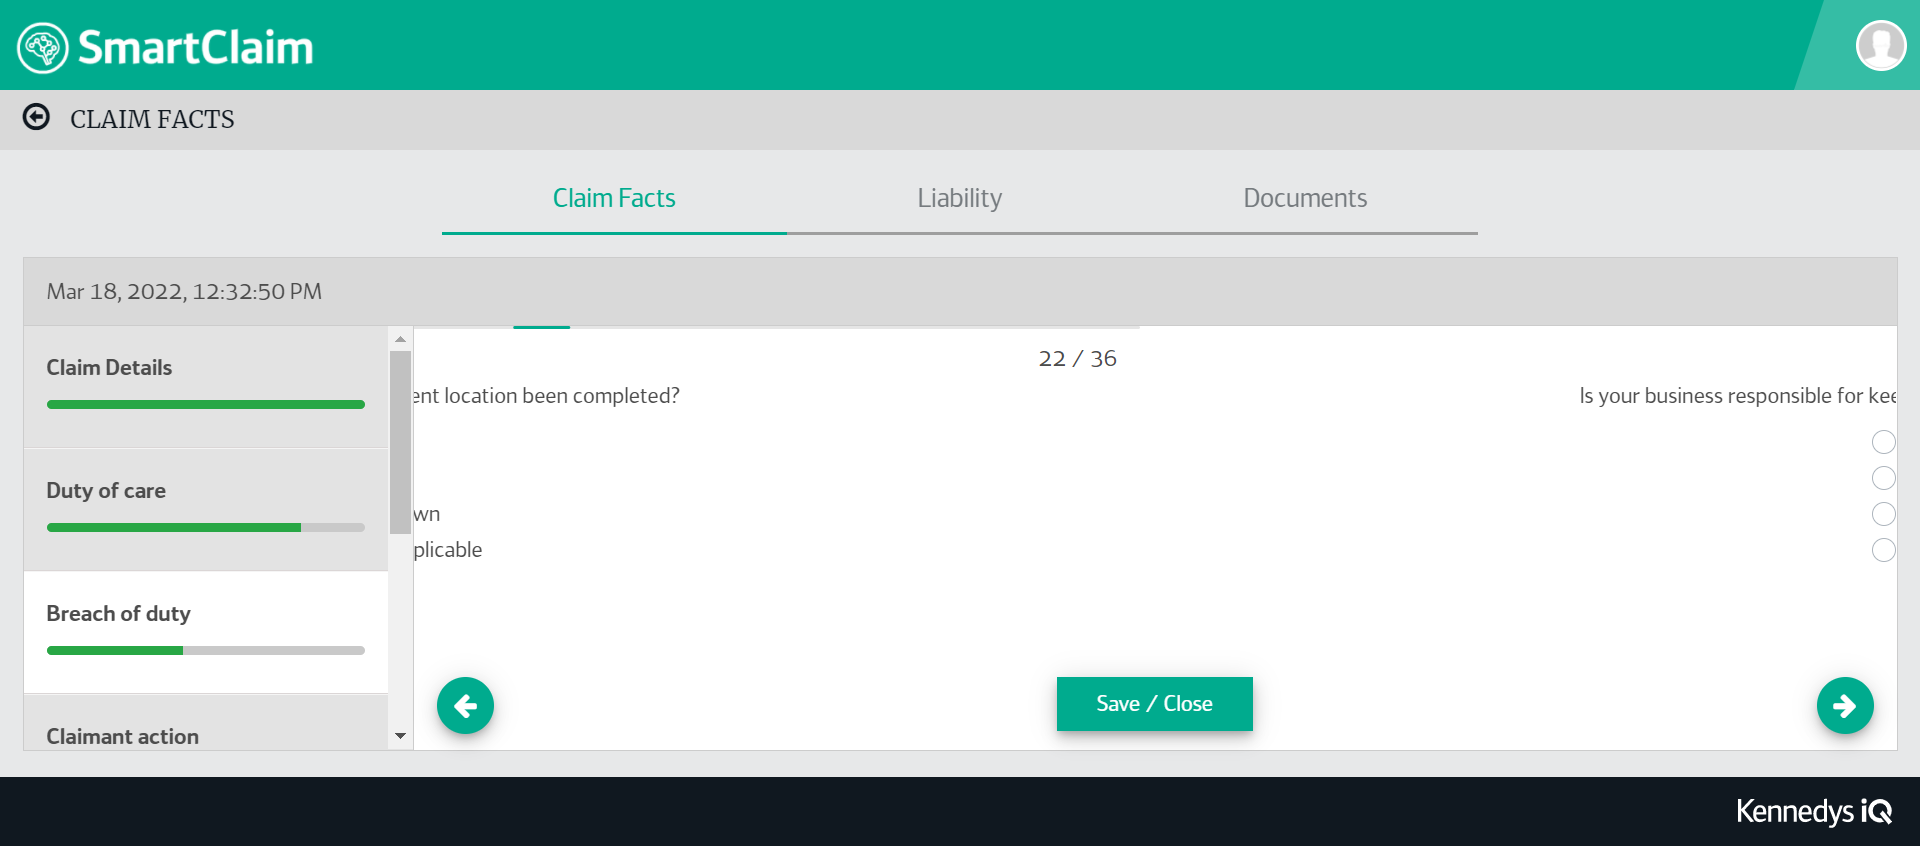 SmartClaim
CLAIM FACTS
Claim Facts
Liability
Documents
Mar 18, 2022, 12:32:50 PM
Claim Details
Duty of care
Breach of duty
Claimant action
22 / 36
ent location been completed?
wn
plicable
Is your business responsible for kee
Save / Close
Kennedys iQ